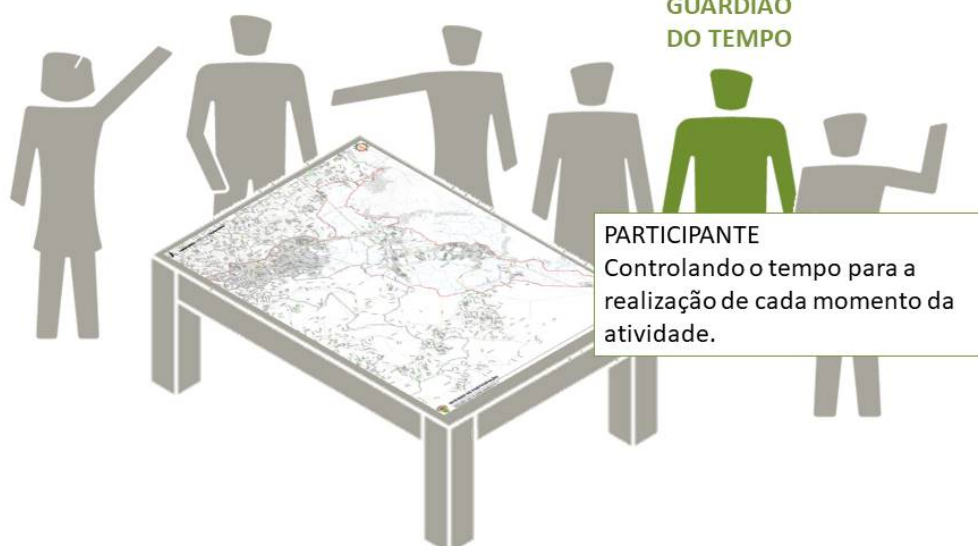 GUARDIÃO
DO TEMPO
PARTICIPANTE
Controlando o tempo para a
realização de cada momento da
atividade.